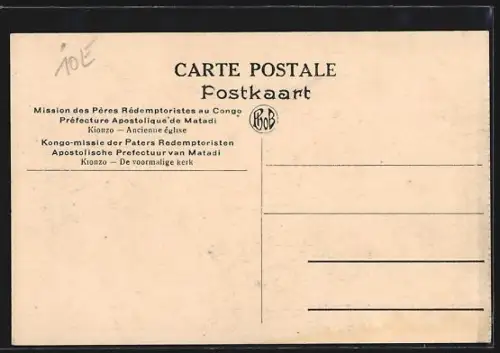 10E
CARTE POSTALE
Postkaart
Mission des Pères Rédemptoristes au Congo
Préfecture Apostolique de Matadi
Kionzo — Ancienne église
Kongo-missie der Paters Redemptoristen
Apostolische Prefectuur van Matadi
Kionzo — De voormalige kerk